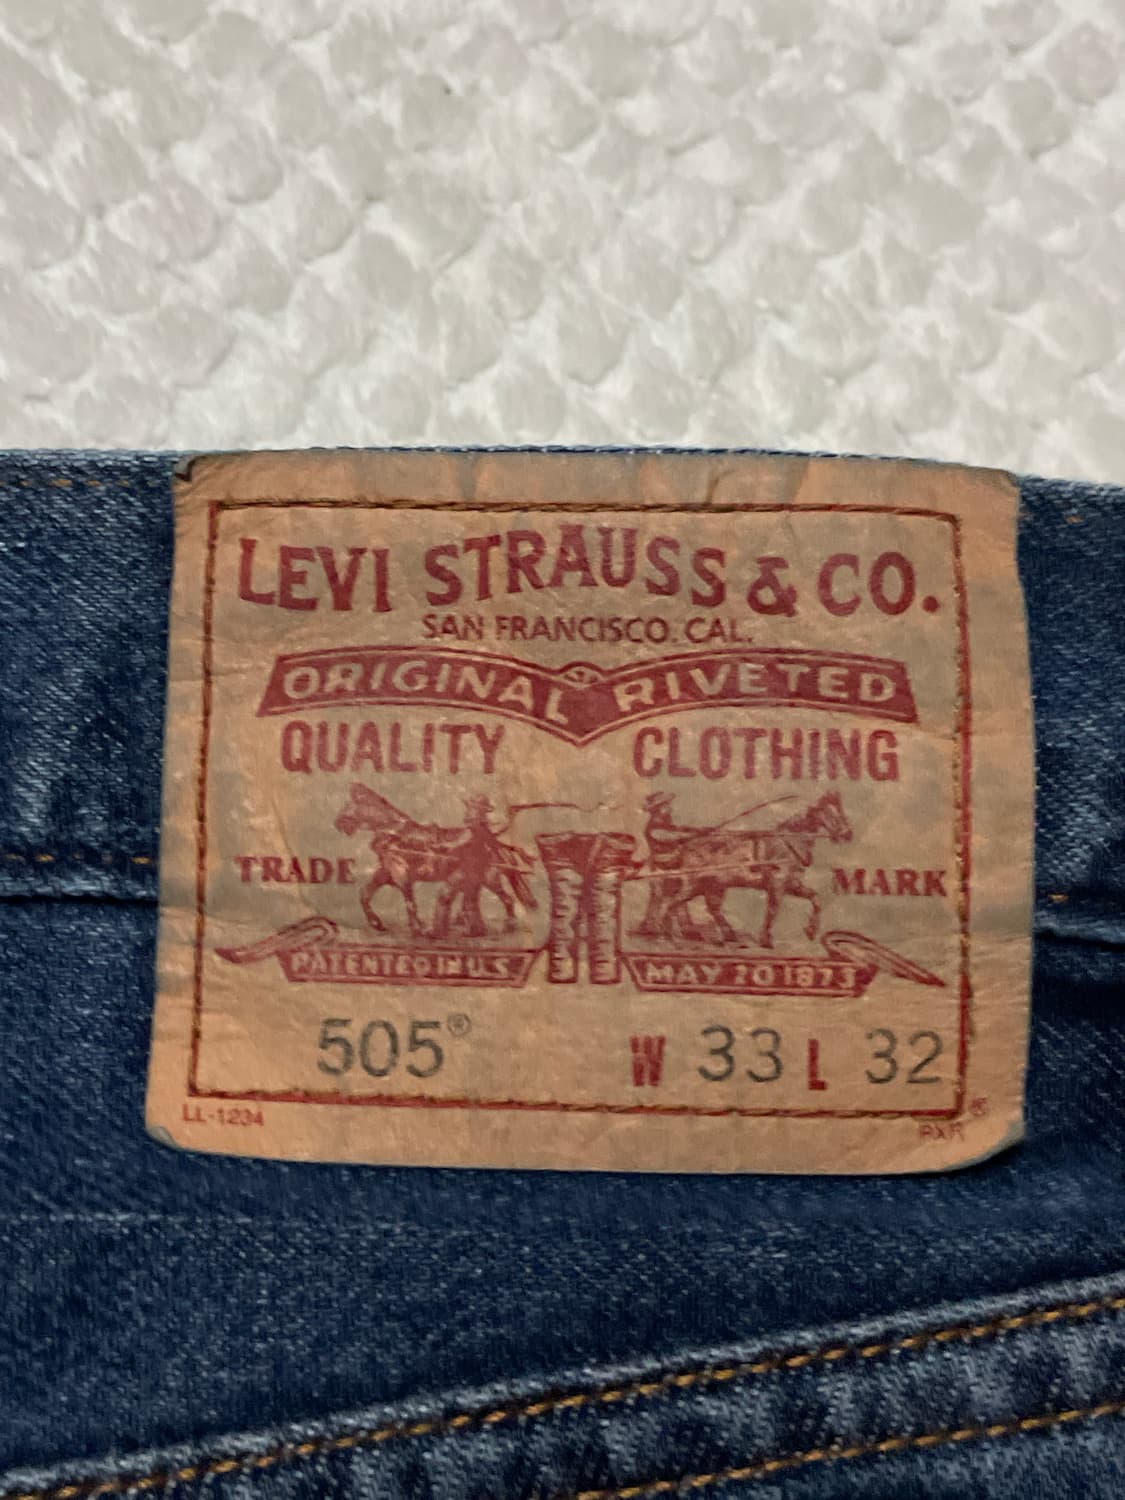 LEVI STRAUSS & CO.
SAN FRANCISCO. CAL.
ORIGINAL RIVETED
QUALITY CLOTHING
TRADE MARK
PATENTED IN U.S. MAY 20 1873
505® W 33 L 32
LL-1234
®